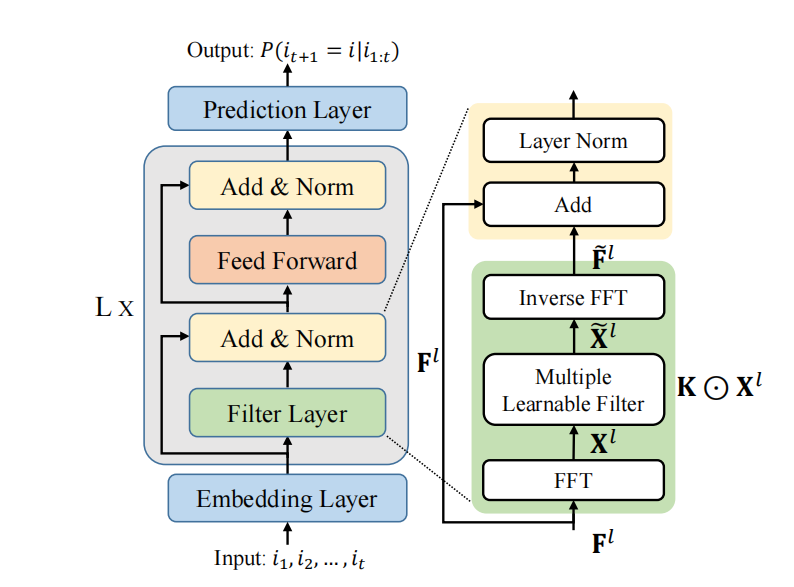 Output: P(i_{t+1} = i|i_{1:t})
Prediction Layer
Add & Norm
Feed Forward
L x
Add & Norm
Filter Layer
Embedding Layer
Input: i_1, i_2, … , i_t
Layer Norm
Add
F̃^l
Inverse FFT
X̃^l
F^l
Multiple
Learnable Filter
K ⊙ X^l
X^l
FFT
F^l